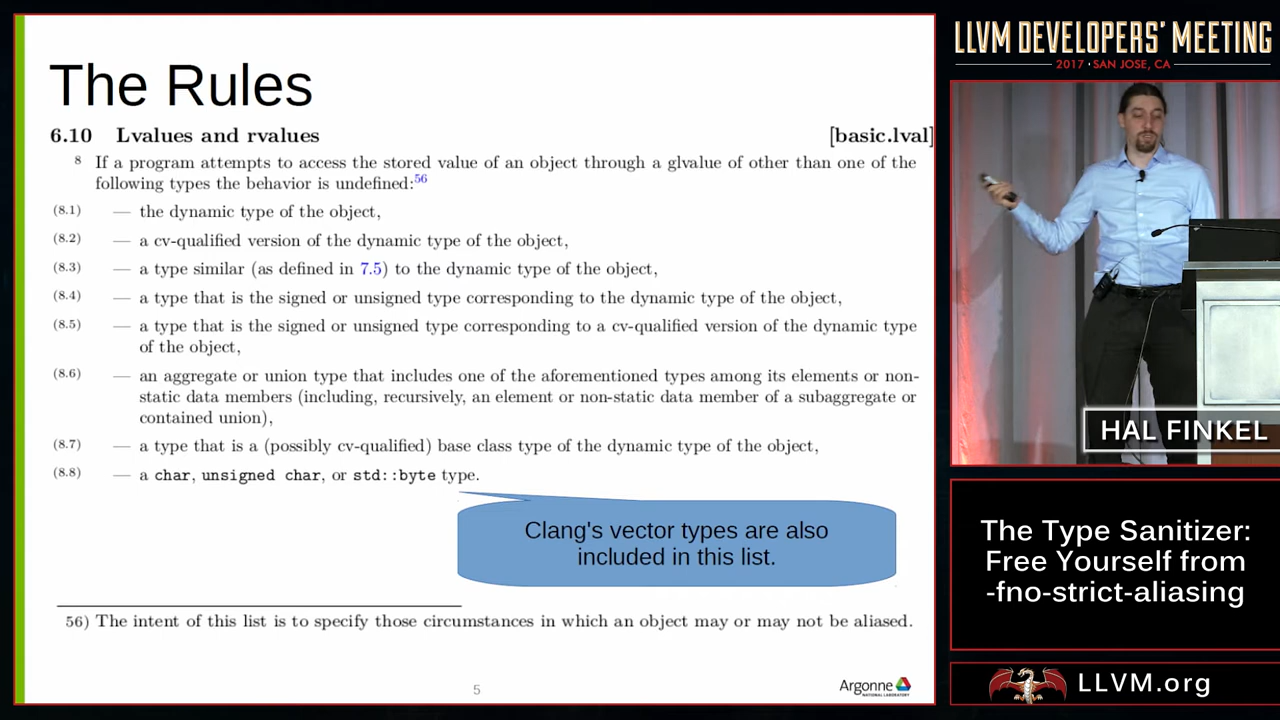 The Rules
6.10 Lvalues and rvalues [basic.lval]
8 If a program attempts to access the stored value of an object through a glvalue of other than one of the
following types the behavior is undefined:56
(8.1) — the dynamic type of the object,
(8.2) — a cv-qualified version of the dynamic type of the object,
(8.3) — a type similar (as defined in 7.5) to the dynamic type of the object,
(8.4) — a type that is the signed or unsigned type corresponding to the dynamic type of the object,
(8.5) — a type that is the signed or unsigned type corresponding to a cv-qualified version of the dynamic type
of the object,
(8.6) — an aggregate or union type that includes one of the aforementioned types among its elements or non-
static data members (including, recursively, an element or non-static data member of a subaggregate or
contained union),
(8.7) — a type that is a (possibly cv-qualified) base class type of the dynamic type of the object,
(8.8) — a char, unsigned char, or std::byte type.
Clang's vector types are also
included in this list.
56) The intent of this list is to specify those circumstances in which an object may or may not be aliased.
5
Argonne
NATIONAL LABORATORY
LLVM DEVELOPERS' MEETING
2017 • SAN JOSE, CA
HAL FINKEL
The Type Sanitizer:
Free Yourself from
-fno-strict-aliasing
LLVM.org